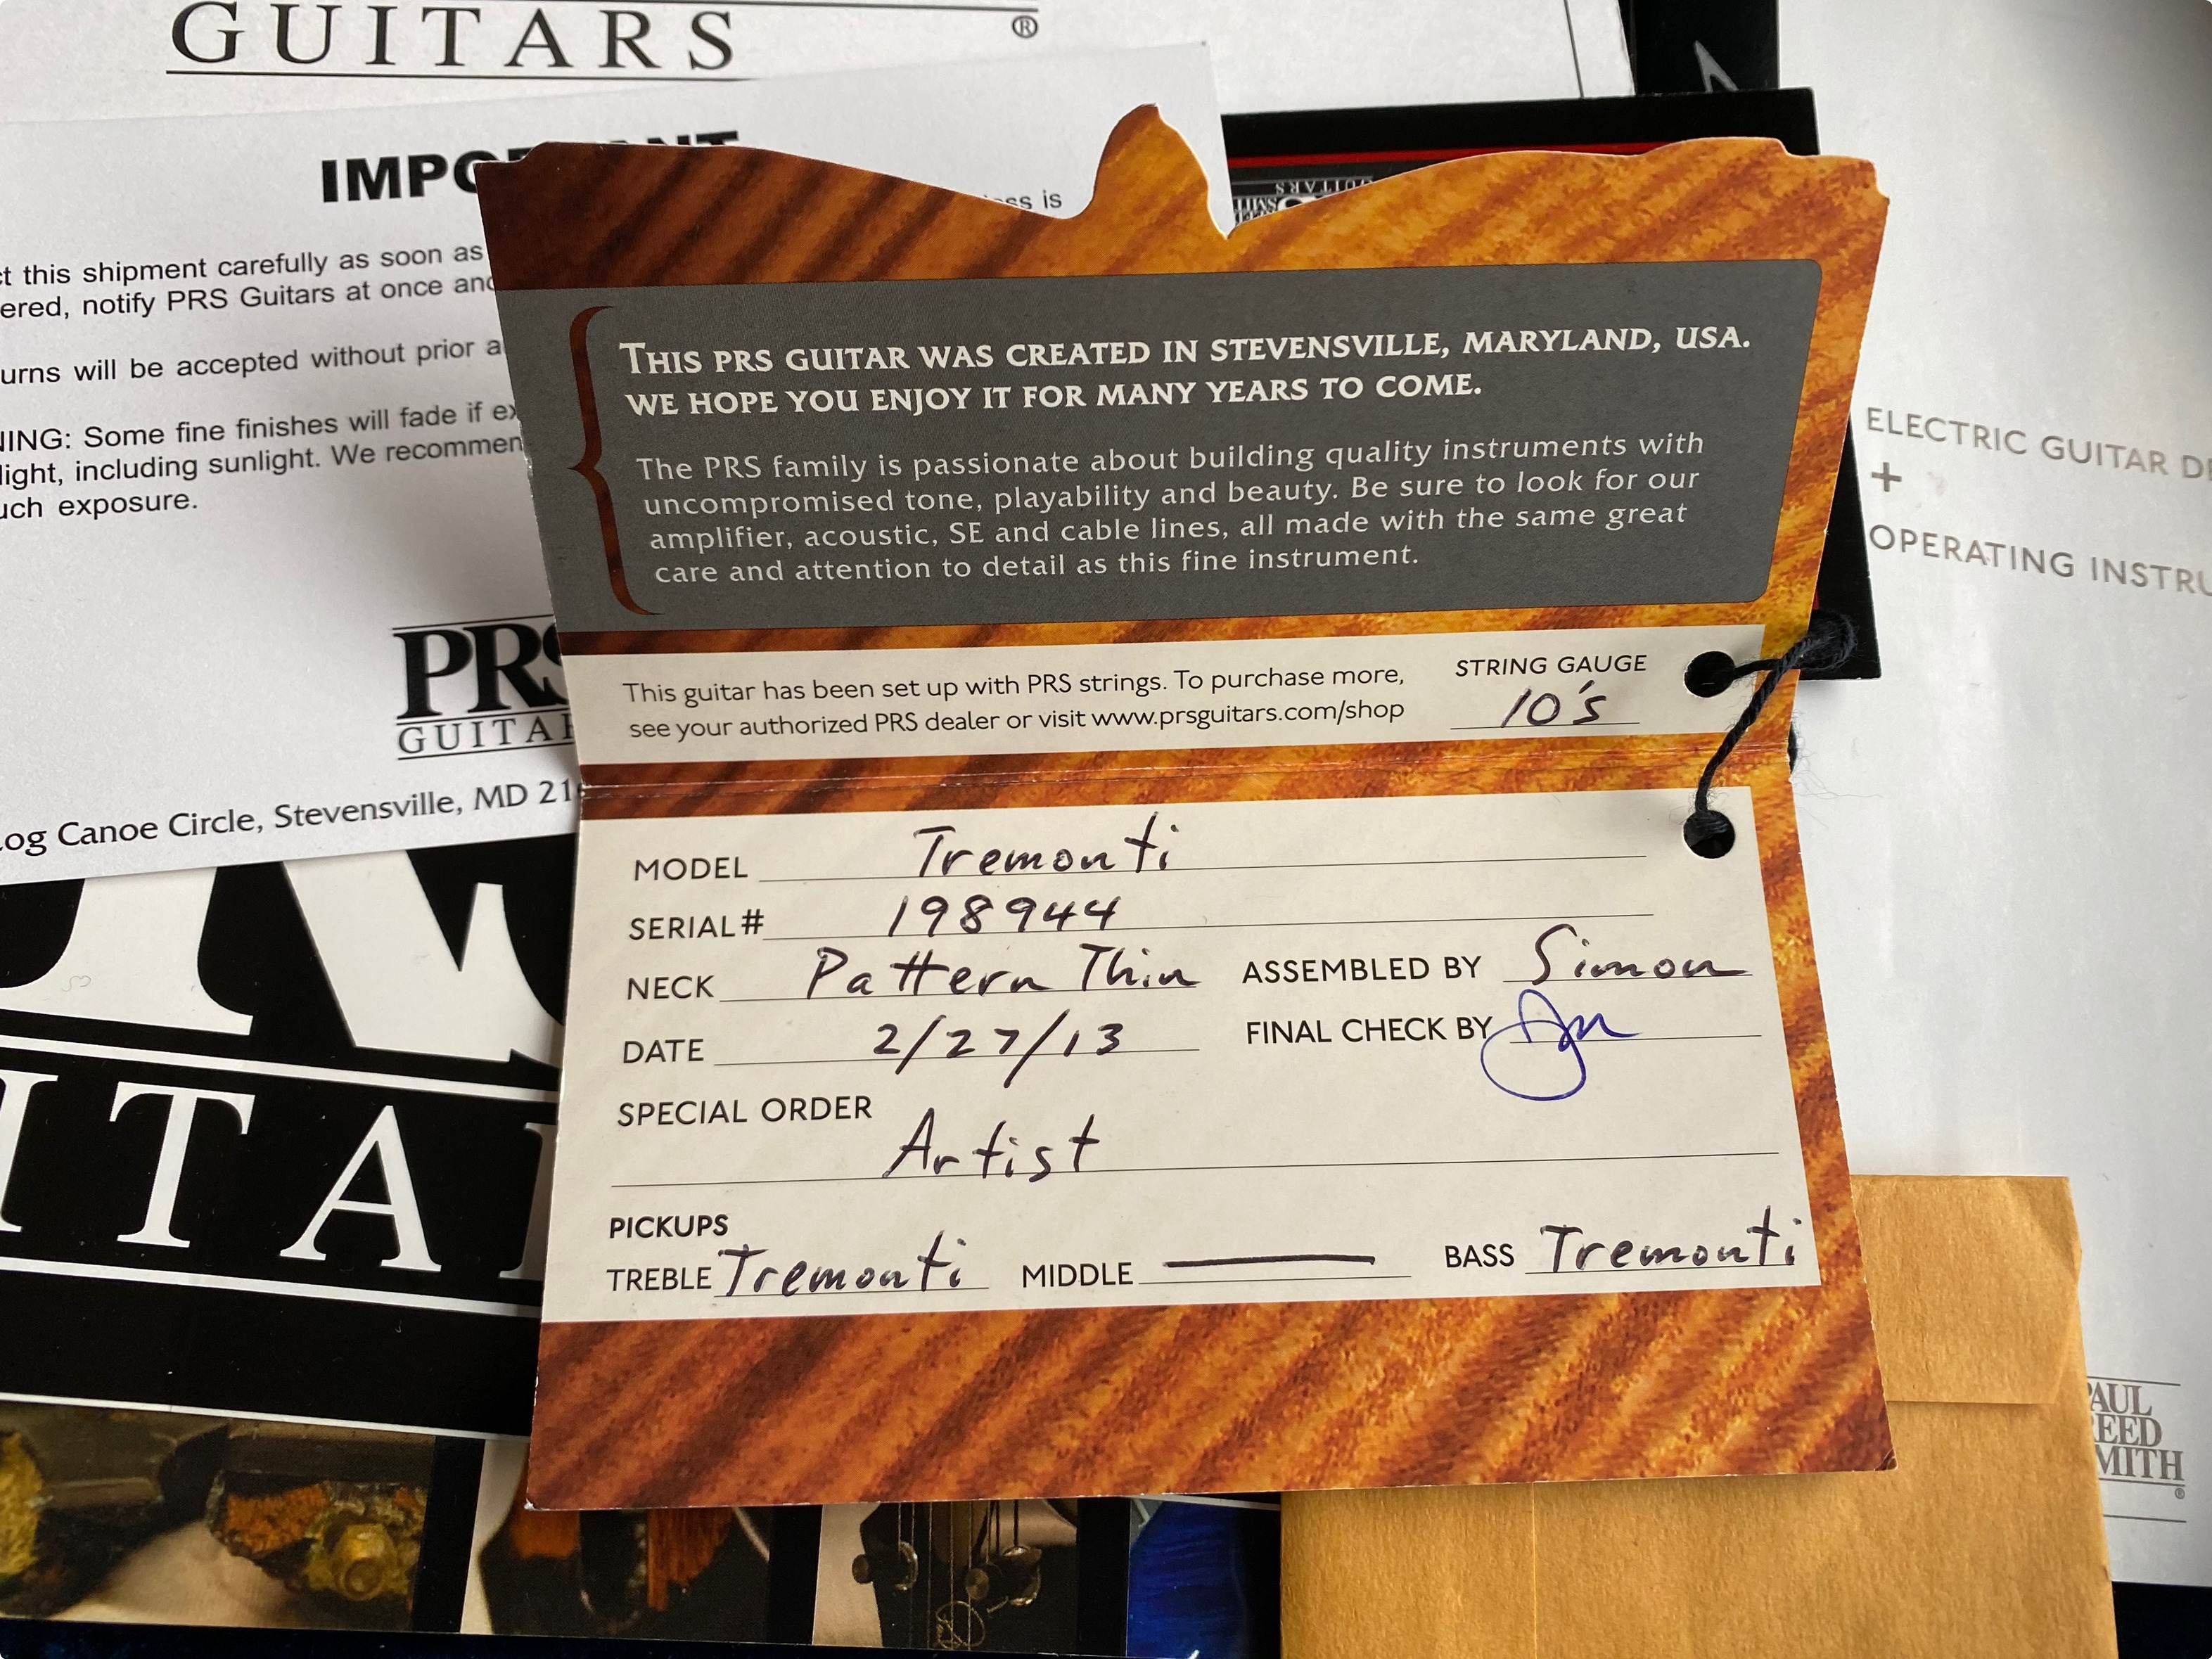 GUITARS ®
IMPO NT
ss is
t this shipment carefully as soon as
ered, notify PRS Guitars at once and
urns will be accepted without prior a
NING: Some fine finishes will fade if ex
light, including sunlight. We recommen
uch exposure.
PRS
GUITA
Log Canoe Circle, Stevensville, MD 21
GUITARS
SMITH
THIS PRS GUITAR WAS CREATED IN STEVENSVILLE, MARYLAND, USA.
WE HOPE YOU ENJOY IT FOR MANY YEARS TO COME.
The PRS family is passionate about building quality instruments with
uncompromised tone, playability and beauty. Be sure to look for our
amplifier, acoustic, SE and cable lines, all made with the same great
care and attention to detail as this fine instrument.
This guitar has been set up with PRS strings. To purchase more,
see your authorized PRS dealer or visit www.prsguitars.com/shop
STRING GAUGE
10's
MODEL Tremonti
SERIAL# 198944
NECK Pattern Thin ASSEMBLED BY Simon
DATE 2/27/13 FINAL CHECK BY
SPECIAL ORDER
Artist
PICKUPS
TREBLE Tremonti MIDDLE — BASS Tremonti
ELECTRIC GUITAR DE
+
OPERATING INSTRU
ITA
AUL
EED
MITH
®